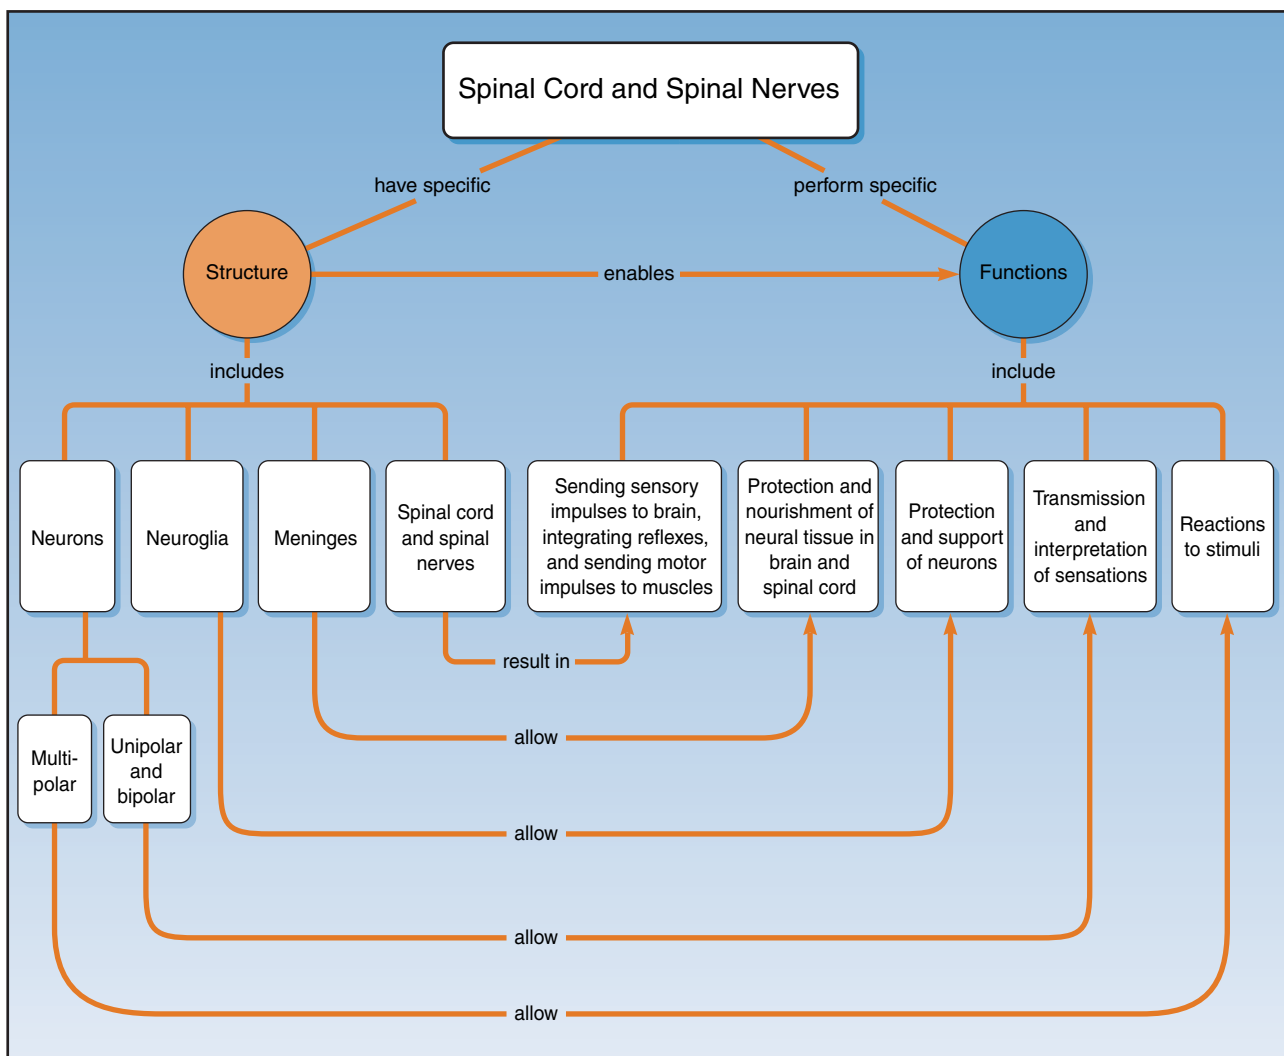 Spinal Cord and Spinal Nerves
have specific
perform specific
Structure
enables
Functions
includes
include
Neurons
Neuroglia
Meninges
Spinal cord
and spinal
nerves
Sending sensory
impulses to brain,
integrating reflexes,
and sending motor
impulses to muscles
Protection and
nourishment of
neural tissue in
brain and
spinal cord
Protection
and support
of neurons
Transmission
and
interpretation
of sensations
Reactions
to stimuli
result in
Multi-
polar
Unipolar
and
bipolar
allow
allow
allow
allow